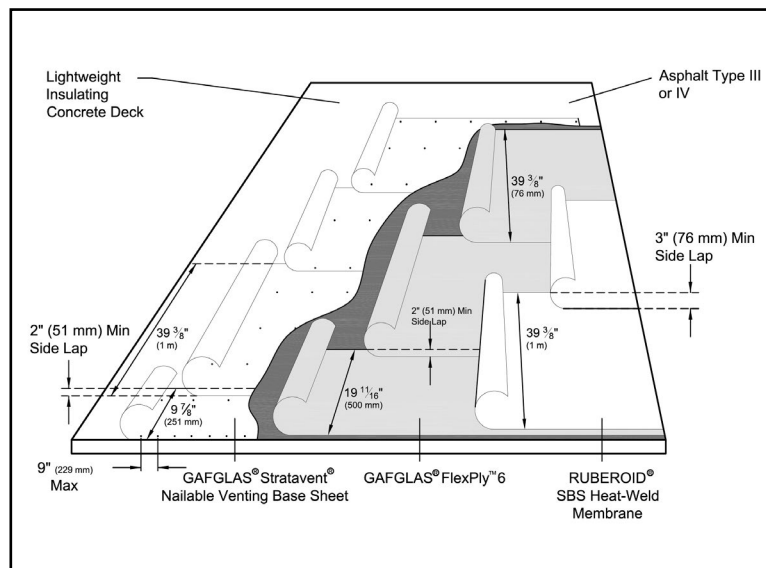 Lightweight
Insulating
Concrete Deck
Asphalt Type III
or IV
39 3/8"
(76 mm)
3" (76 mm) Min
Side Lap
2" (51 mm) Min
Side Lap
39 3/8"
(1 m)
2" (51 mm) Min
Side Lap
39 3/8"
(1 m)
19 11/16"
(500 mm)
9 7/8"
(251 mm)
9" (229 mm)
Max
GAFGLAS® Stratavent®
Nailable Venting Base Sheet
GAFGLAS® FlexPly™ 6
RUBEROID®
SBS Heat-Weld
Membrane